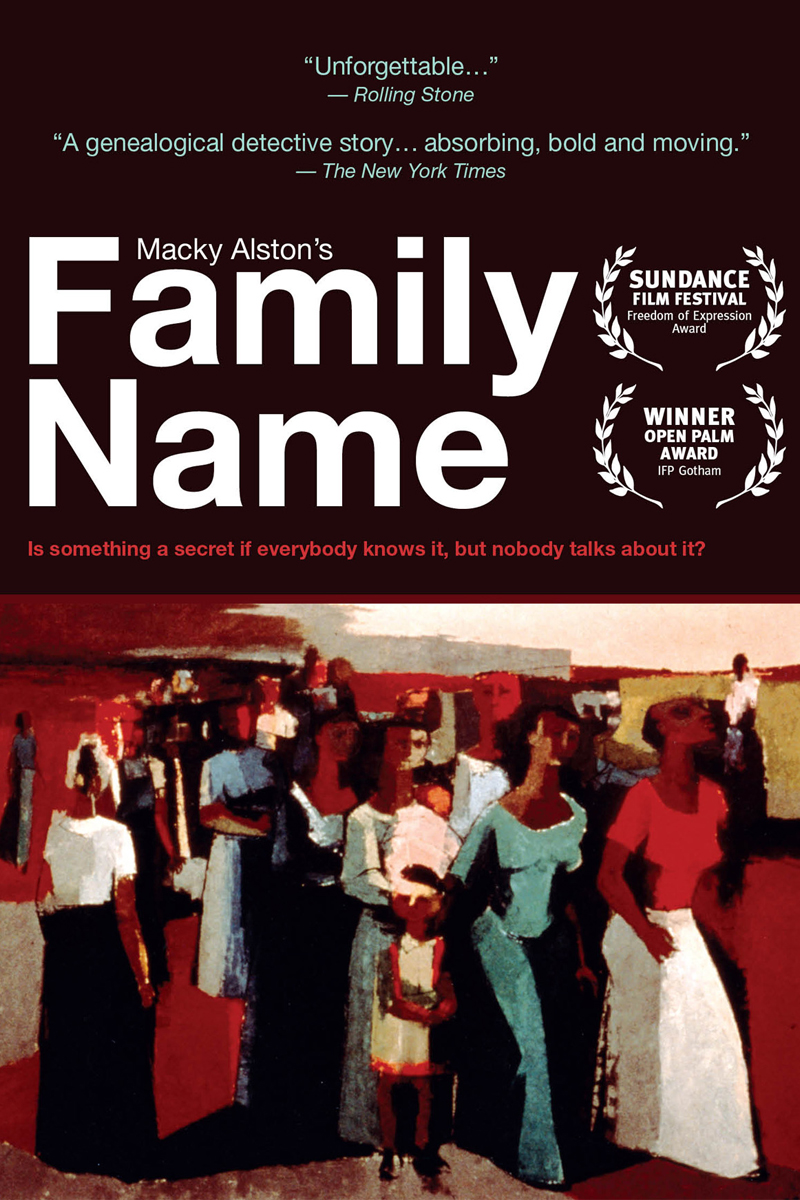 “Unforgettable…”
— Rolling Stone
“A genealogical detective story… absorbing, bold and moving.”
— The New York Times
Macky Alston’s
Family
Name
SUNDANCE
FILM FESTIVAL
Freedom of Expression
Award
WINNER
OPEN PALM
AWARD
IFP Gotham
Is something a secret if everybody knows it, but nobody talks about it?